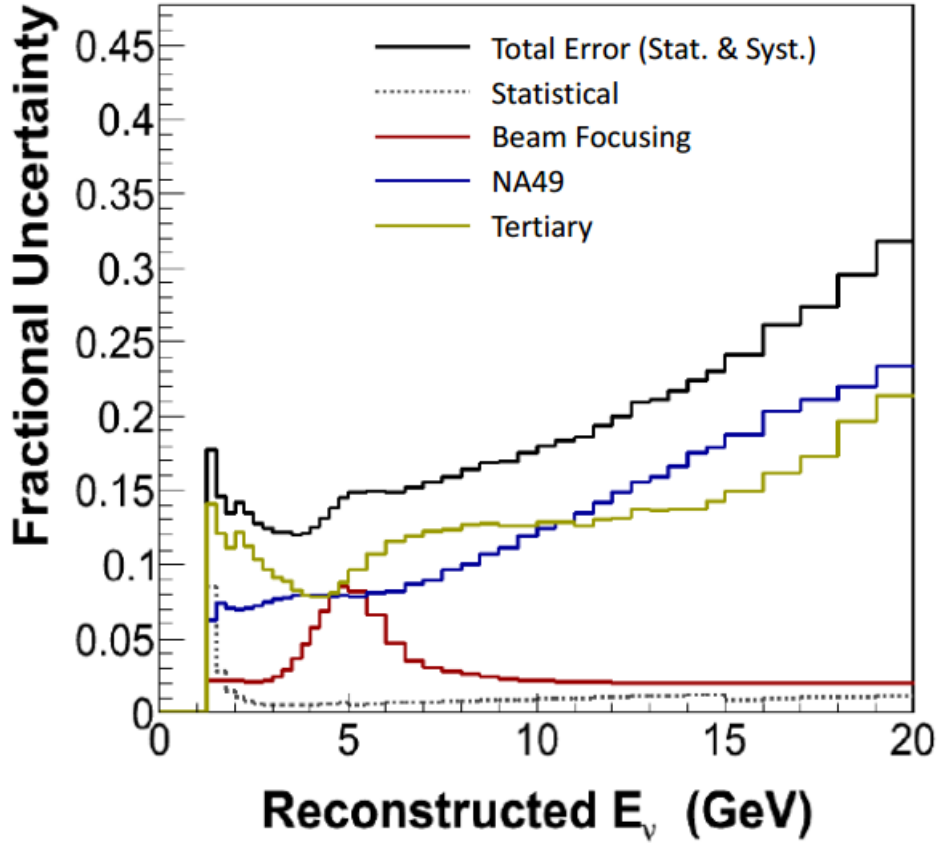 Fractional Uncertainty
0.45
0.4
0.35
0.3
0.25
0.2
0.15
0.1
0.05
0
Total Error (Stat. & Syst.)
Statistical
Beam Focusing
NA49
Tertiary
0 5 10 15 20
Reconstructed Eν (GeV)